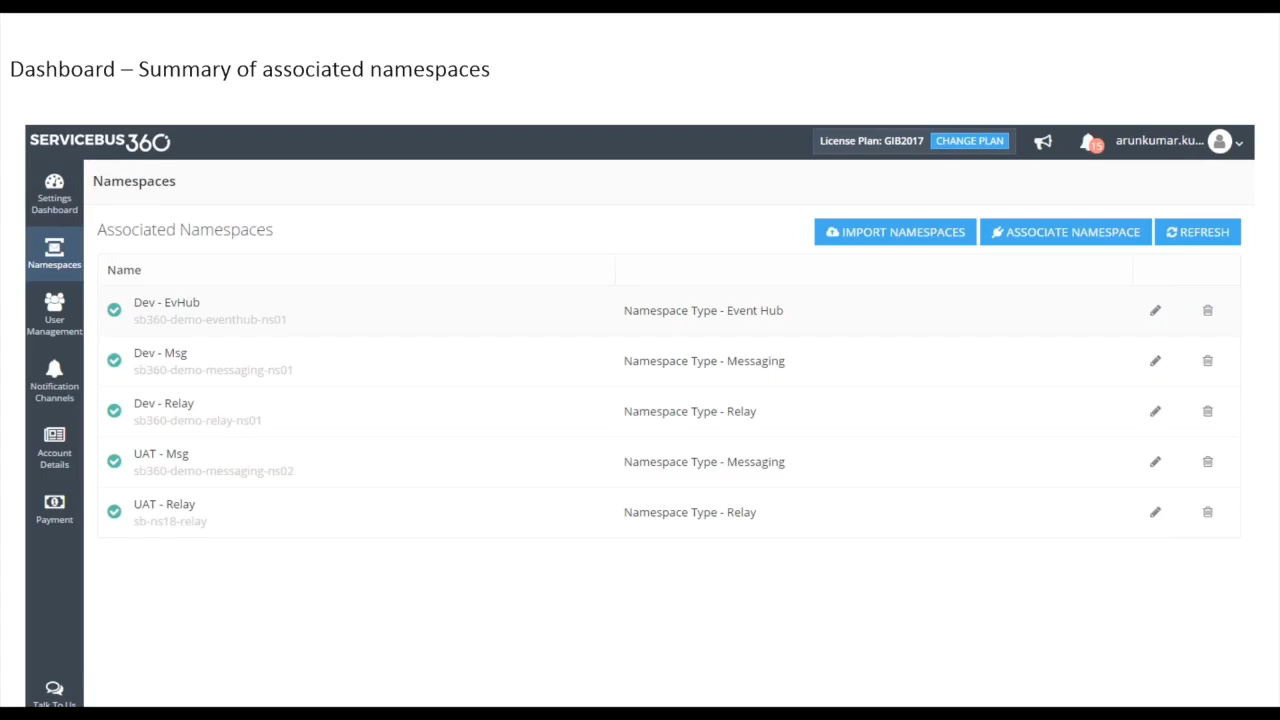 Dashboard – Summary of associated namespaces
SERVICEBUS360
License Plan: GIB2017 CHANGE PLAN
15
arunkumar.ku...
Settings
Dashboard
Namespaces
User
Management
Notification
Channels
Account
Details
Payment
Talk To Us
Namespaces
Associated Namespaces
IMPORT NAMESPACES
ASSOCIATE NAMESPACE
REFRESH
Name
Dev - EvHub
sb360-demo-eventhub-ns01
Namespace Type - Event Hub
Dev - Msg
sb360-demo-messaging-ns01
Namespace Type - Messaging
Dev - Relay
sb360-demo-relay-ns01
Namespace Type - Relay
UAT - Msg
sb360-demo-messaging-ns02
Namespace Type - Messaging
UAT - Relay
sb-ns18-relay
Namespace Type - Relay